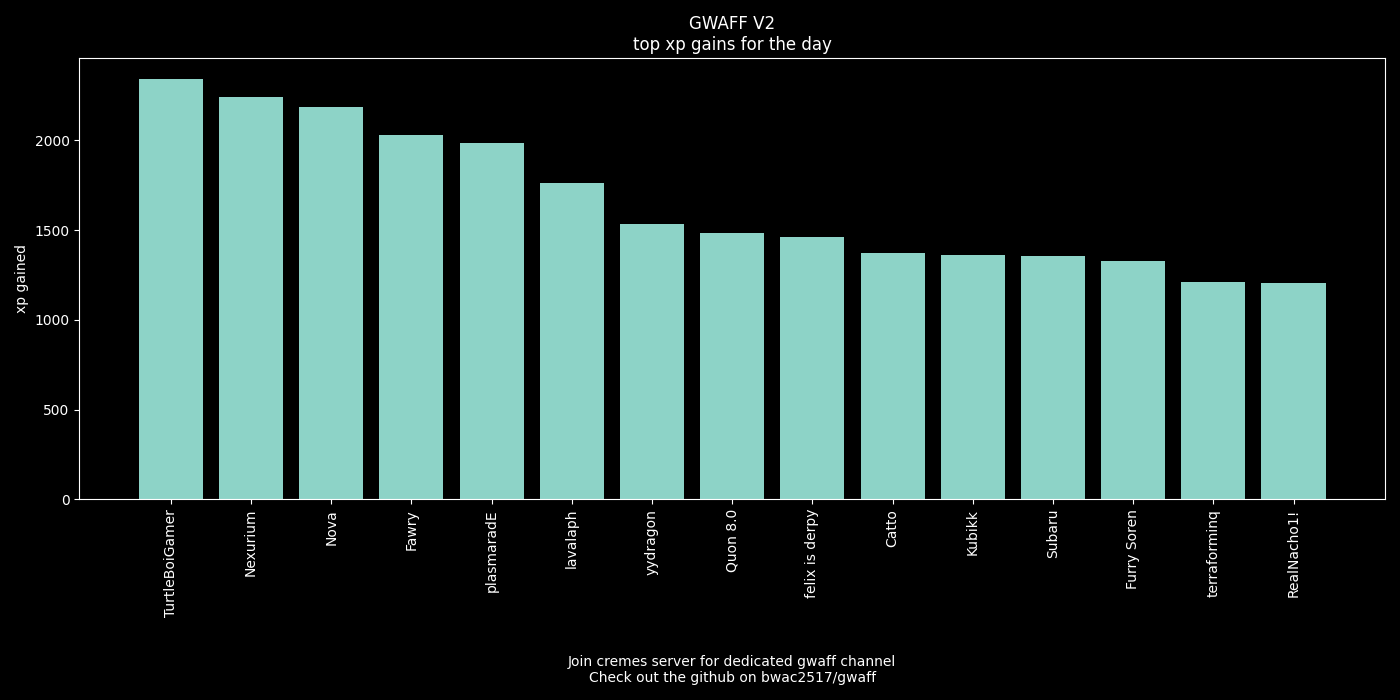 GWAFF V2
top xp gains for the day
xp gained
2000
1500
1000
500
0
TurtleBoiGamer
Nexurium
Nova
Fawry
plasmaradE
lavalaph
yydragon
Quon 8.0
felix is derpy
Catto
Kubikk
Subaru
Furry Soren
terraforminq
RealNacho1!
Join cremes server for dedicated gwaff channel
Check out the github on bwac2517/gwaff